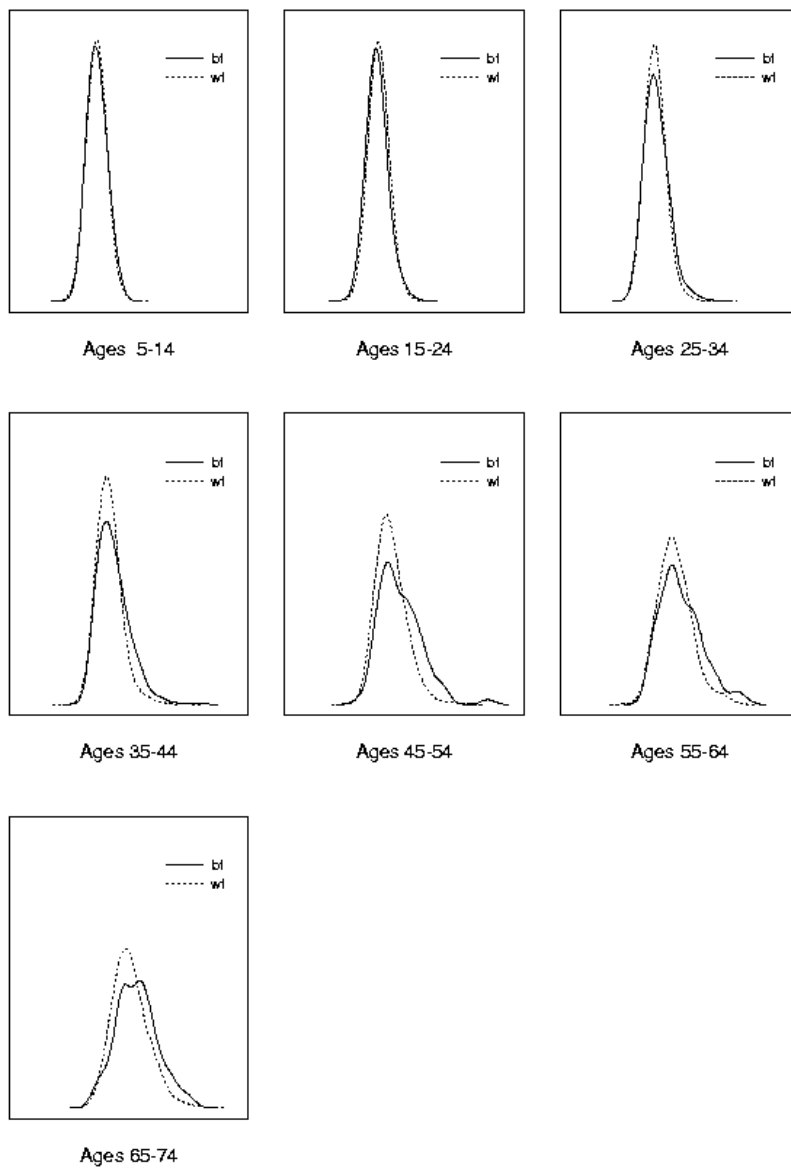 bf
wf
bf
wf
bf
wf
Ages 5-14
Ages 15-24
Ages 25-34
bf
wf
bf
wf
bf
wf
Ages 35-44
Ages 45-54
Ages 55-64
bf
wf
Ages 65-74